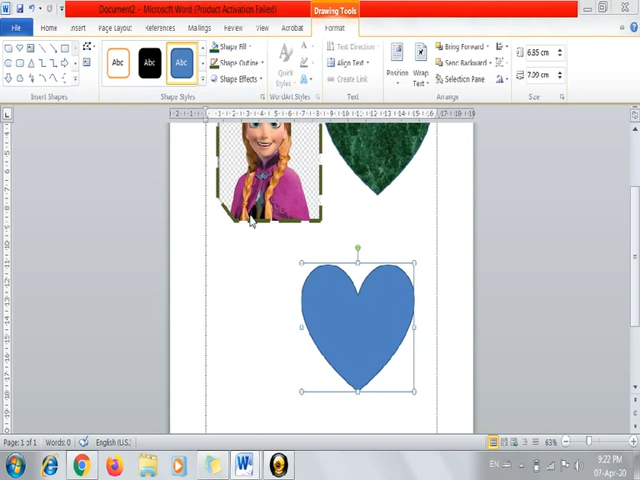 Document2 - Microsoft Word (Product Activation Failed)
Drawing Tools
File
Home
Insert
Page Layout
References
Mailings
Review
View
Acrobat
Format
Abc
Abc
Abc
Shape Fill
Shape Outline
Shape Effects
Quick Styles
Text Direction
Align Text
Create Link
Position
Wrap Text
Bring Forward
Send Backward
Selection Pane
6.85 cm
7.09 cm
Insert Shapes
Shape Styles
WordArt Styles
Text
Arrange
Size
Page: 1 of 1
Words: 0
English (U.S.
63%
EN
9:22 PM
07-Apr-20